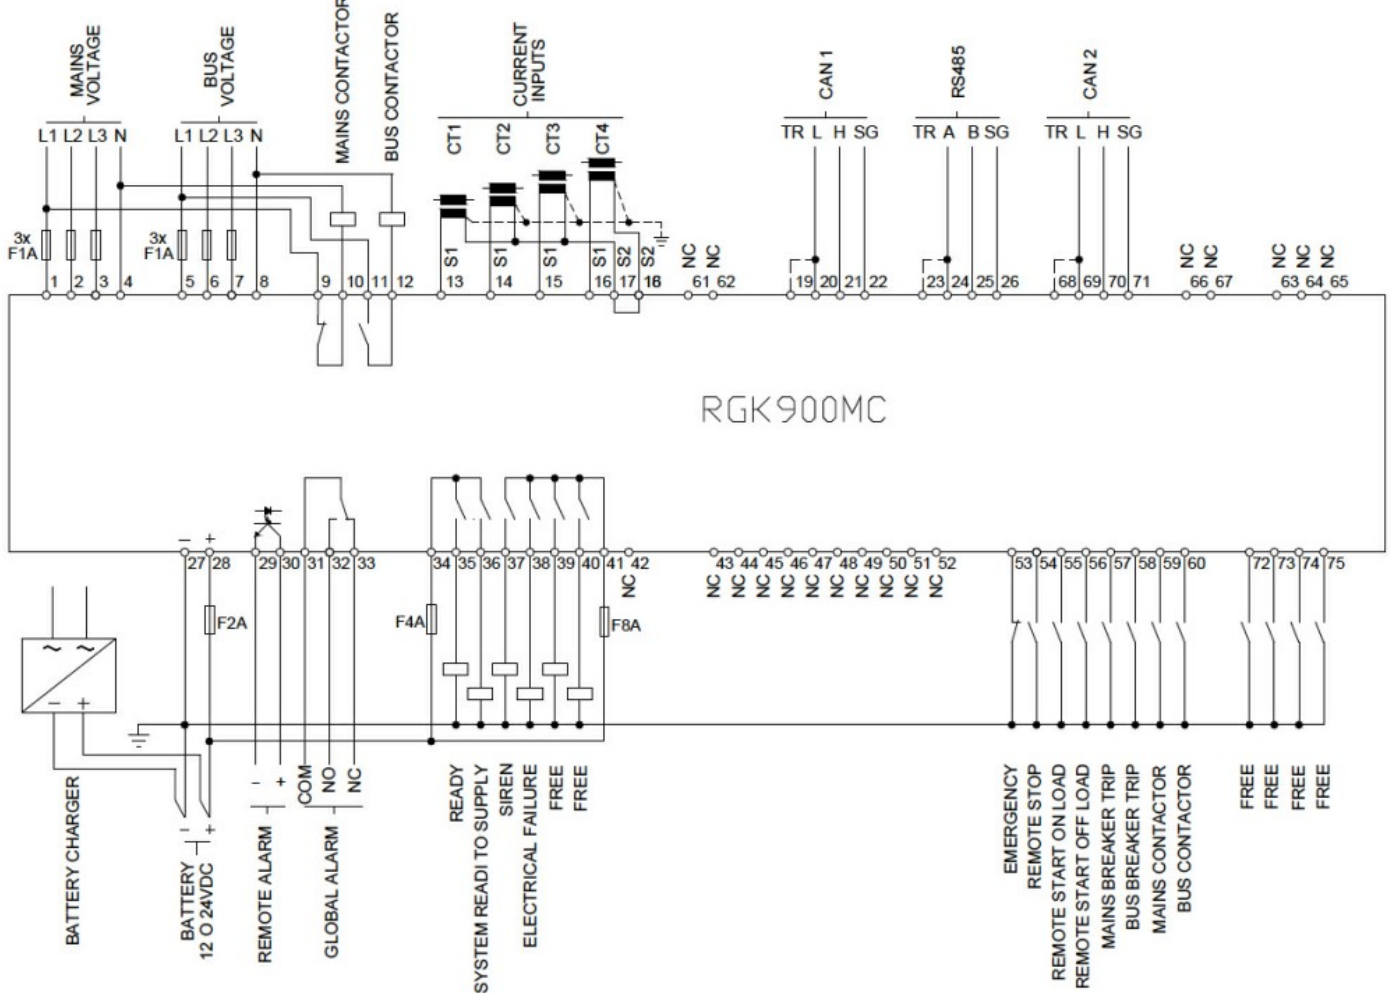 MAINS
VOLTAGE
BUS
VOLTAGE
MAINS CONTACTOR
BUS CONTACTOR
CURRENT
INPUTS
CAN 1
RS485
CAN 2
L1 L2 L3 N
L1 L2 L3 N
CT1 CT2 CT3 CT4
TR L H SG
TR A B SG
TR L H SG
3x
F1A
3x
F1A
S1 S1 S1 S1 S2 S2
NC NC
NC NC
NC NC NC
1 2 3 4 5 6 7 8 9 10 11 12 13 14 15 16 17 18 61 62 19 20 21 22 23 24 25 26 68 69 70 71 66 67 63 64 65
RGK900MC
− +
27 28 29 30 31 32 33 34 35 36 37 38 39 40 41 42 43 44 45 46 47 48 49 50 51 52 53 54 55 56 57 58 59 60 72 73 74 75
NC
NC NC NC NC NC NC NC NC NC NC
F2A
F4A
F8A
~ ~
− +
− +
COM
NO
NC
− +
BATTERY CHARGER
BATTERY
12 O 24VDC
REMOTE ALARM
GLOBAL ALARM
READY
SYSTEM READI TO SUPPLY
SIREN
ELECTRICAL FAILURE
FREE
FREE
EMERGENCY
REMOTE STOP
REMOTE START ON LOAD
REMOTE START OFF LOAD
MAINS BREAKER TRIP
BUS BREAKER TRIP
MAINS CONTACTOR
BUS CONTACTOR
FREE
FREE
FREE
FREE